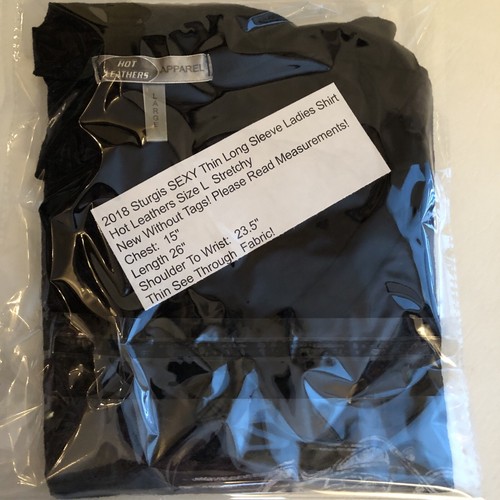 HOT
LEATHERS
APPAREL
LARGE
2018 Sturgis SEXY Thin Long Sleeve Ladies Shirt
Hot Leathers Size L Stretchy
New Without Tags! Please Read Measurements!
Chest: 15"
Length 26"
Shoulder To Wrist: 23.5"
Thin See Through Fabric!